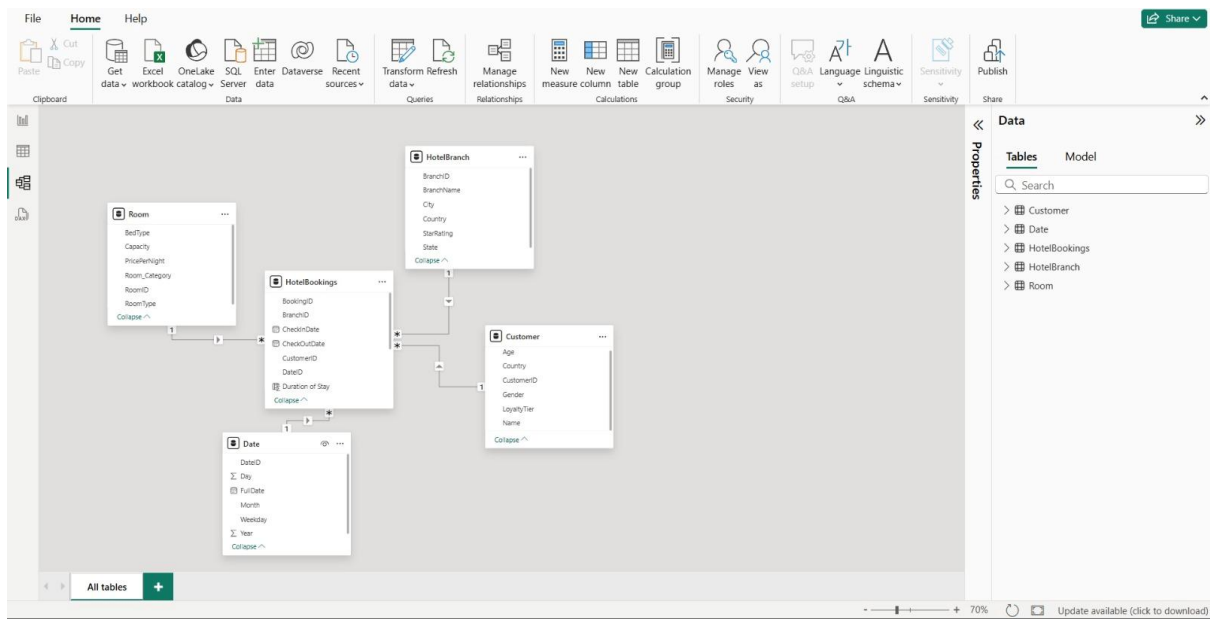 File Home Help Share
Paste Cut Copy
Get data Excel workbook OneLake catalog SQL Server Enter data Dataverse Recent sources
Transform data Refresh
Manage relationships
New measure New column New table Calculation group
Manage roles View as
Q&A setup Language Linguistic schema
Sensitivity
Publish
Clipboard Data Queries Relationships Calculations Security Q&A Sensitivity Share
HotelBranch
BranchID
BranchName
City
Country
StarRating
State
Collapse
1
Room
BedType
Capacity
PricePerNight
Room_Category
RoomID
RoomType
Collapse
1
*
HotelBookings
BookingID
BranchID
CheckInDate
CheckOutDate
CustomerID
DateID
Duration of Stay
Collapse
*
*
*
1
Customer
Age
Country
CustomerID
Gender
LoyaltyTier
Name
Collapse
1
Date
DateID
Σ Day
FullDate
Month
Weekday
Σ Year
Collapse
Properties
Data
Tables Model
Search
Customer
Date
HotelBookings
HotelBranch
Room
DAX
All tables +
- + 70% Update available (click to download)